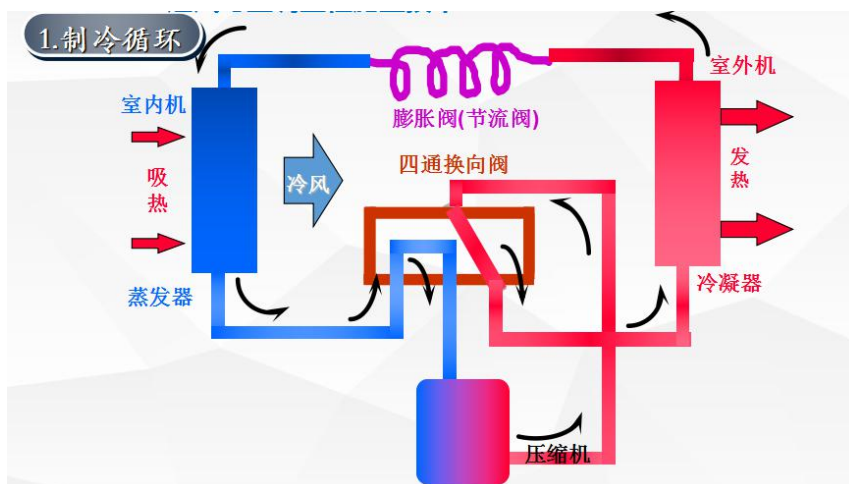 1.制冷循环
室内机
室外机
膨胀阀(节流阀)
四通换向阀
吸
热
冷风
发
热
蒸发器
冷凝器
压缩机